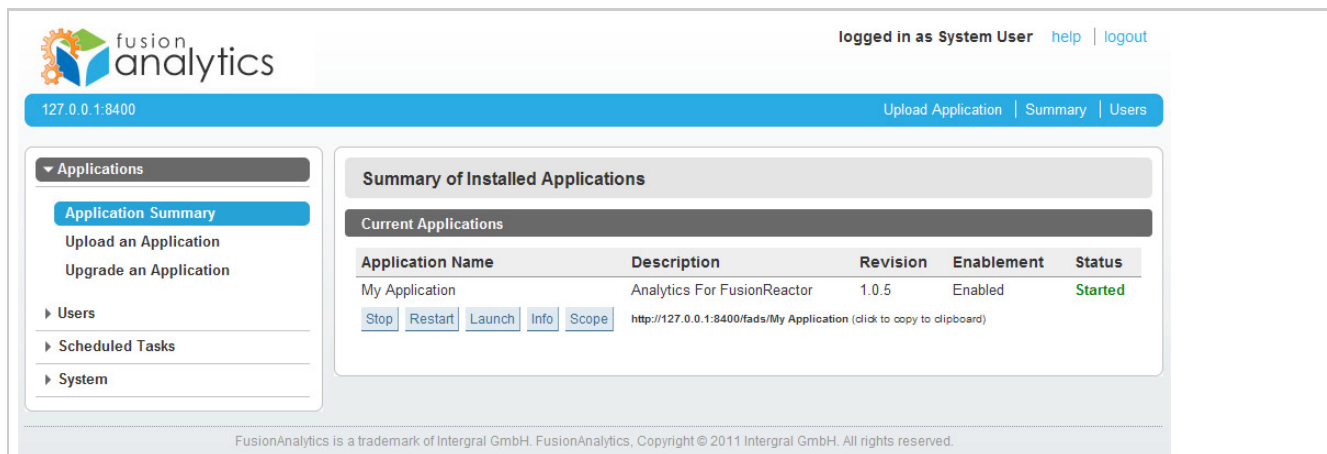 fusion
analytics
logged in as System User help | logout
127.0.0.1:8400
Upload Application | Summary | Users
Applications
Application Summary
Upload an Application
Upgrade an Application
Users
Scheduled Tasks
System
Summary of Installed Applications
Current Applications
Application Name Description Revision Enablement Status
My Application Analytics For FusionReactor 1.0.5 Enabled Started
Stop Restart Launch Info Scope http://127.0.0.1:8400/fads/My Application (click to copy to clipboard)
FusionAnalytics is a trademark of Intergral GmbH. FusionAnalytics, Copyright © 2011 Intergral GmbH. All rights reserved.